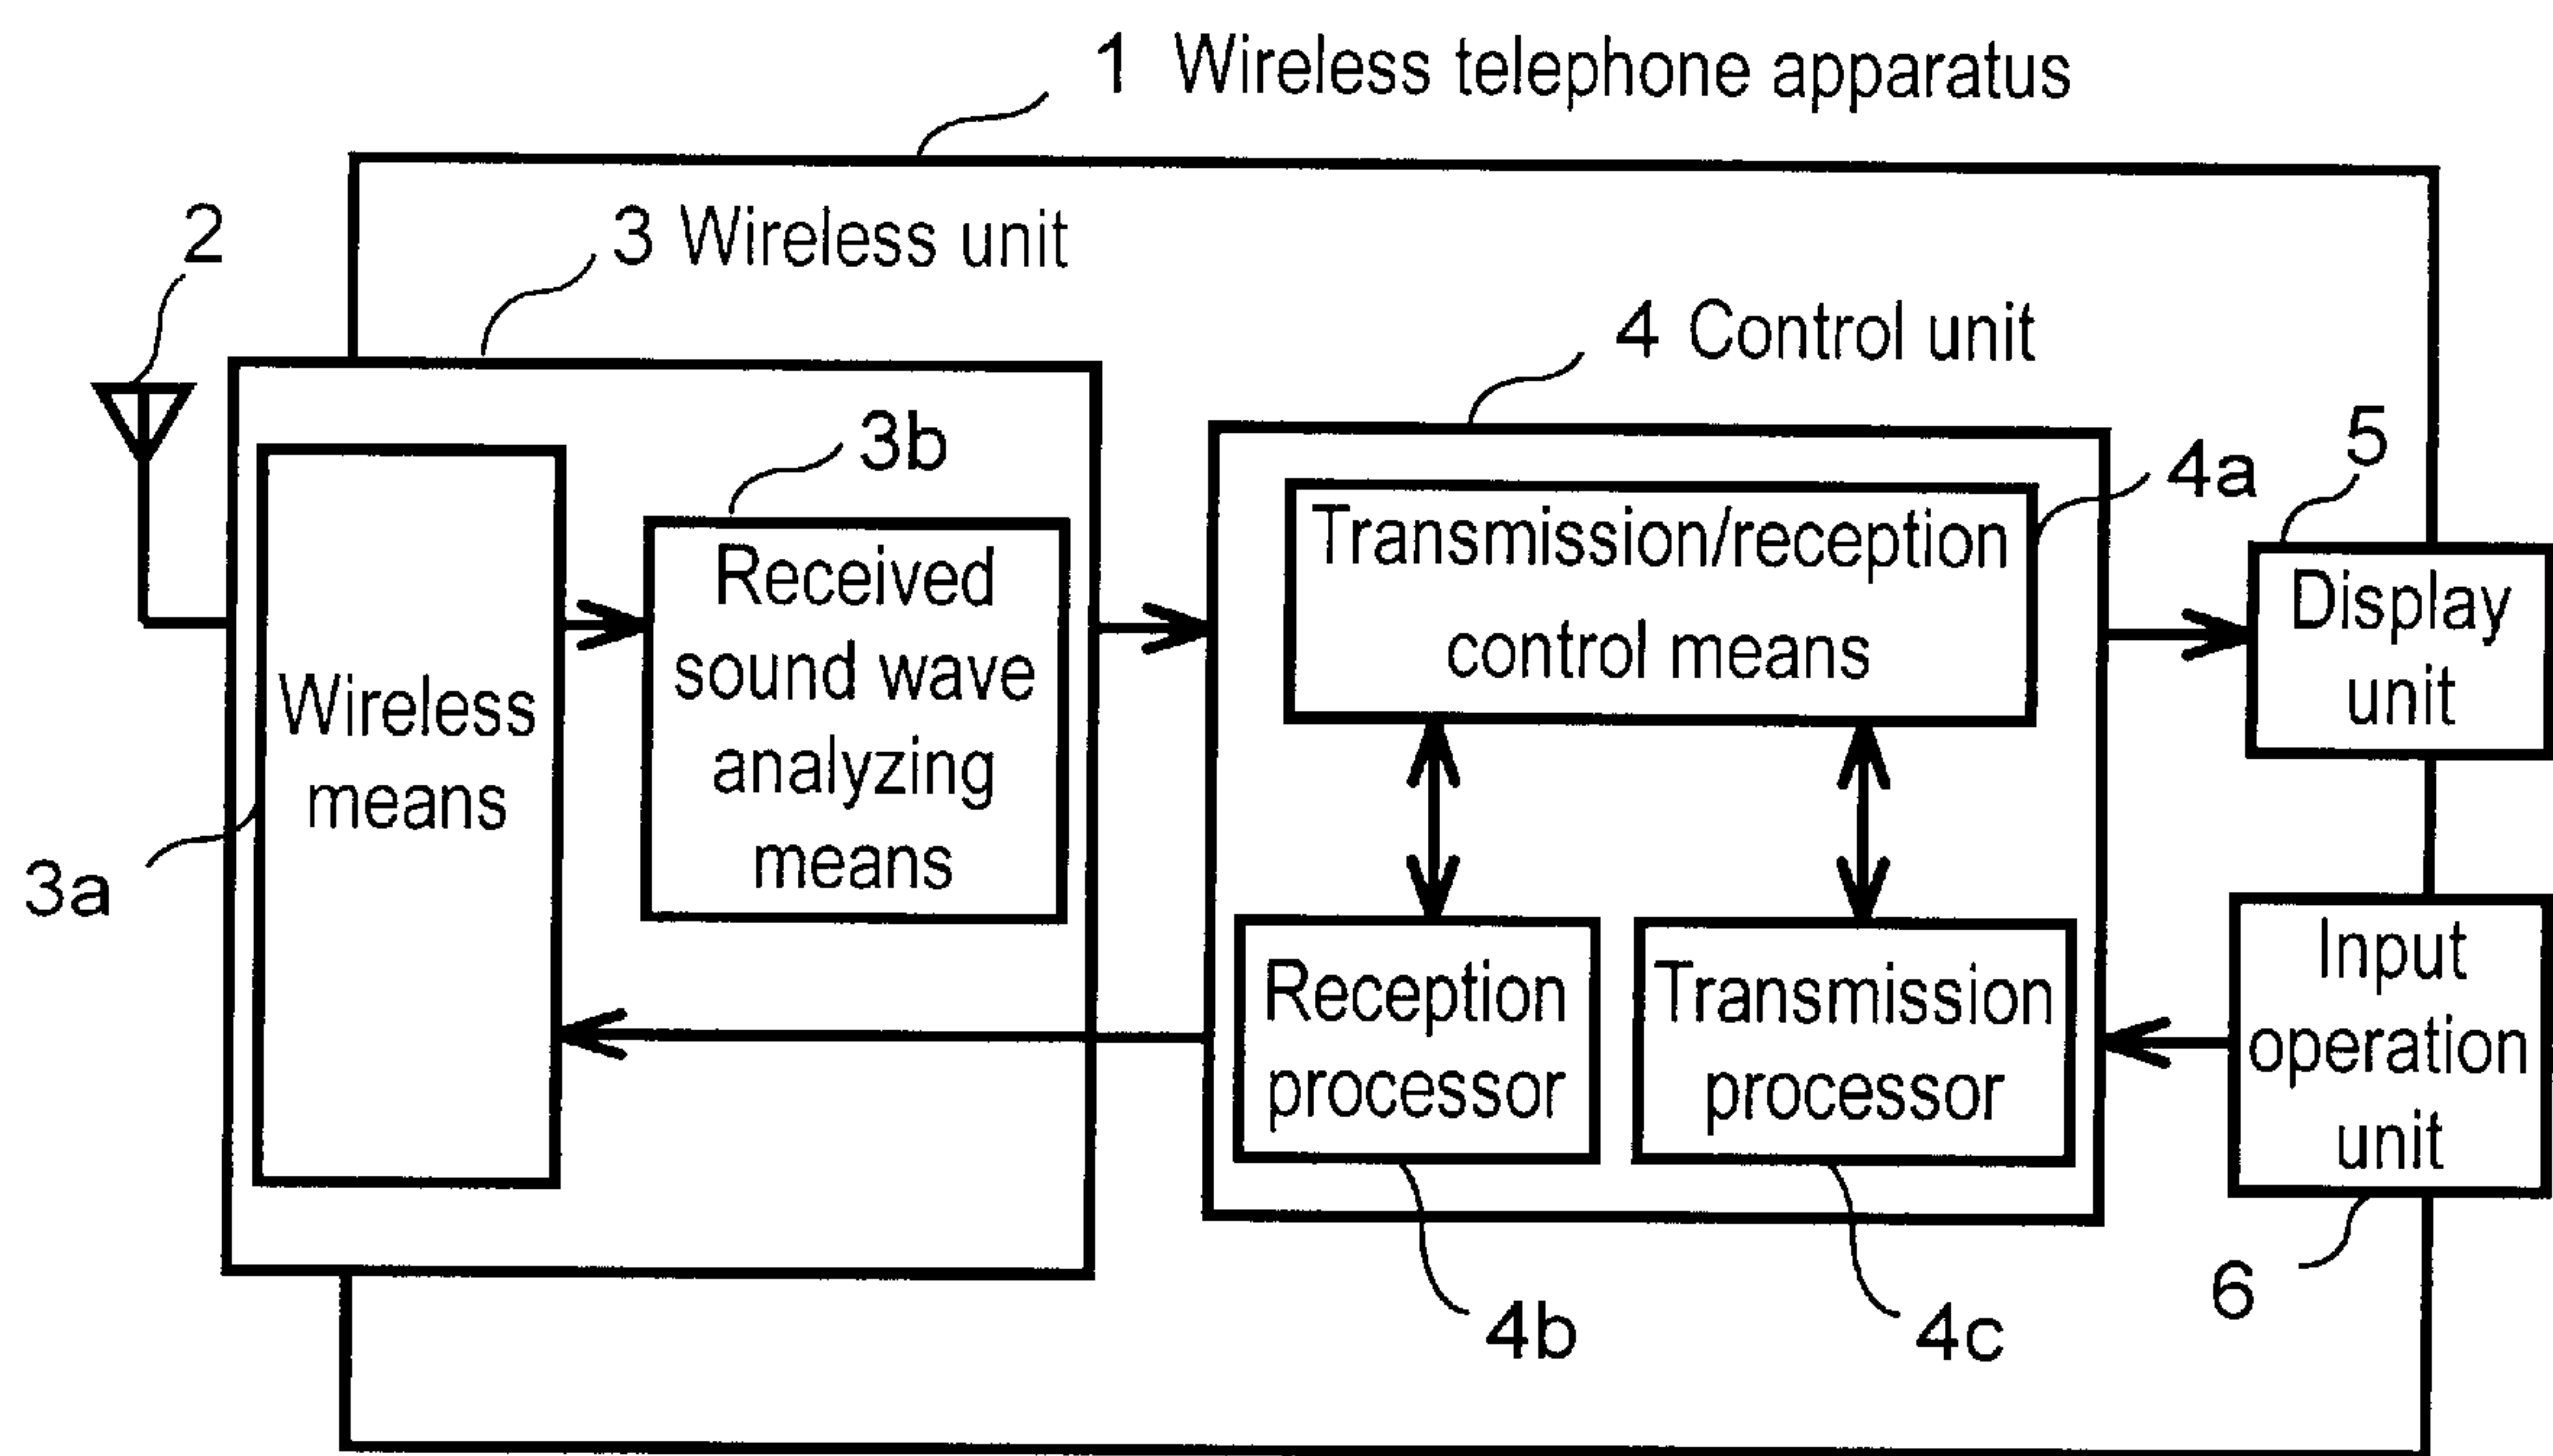 1 Wireless telephone apparatus
2
3 Wireless unit
4 Control unit
3b
4a
5
Received
sound wave
analyzing
means
Transmission/reception
control means
Display
unit
Wireless
means
3a
Reception
processor
Transmission
processor
Input
operation
unit
4b
4c
6